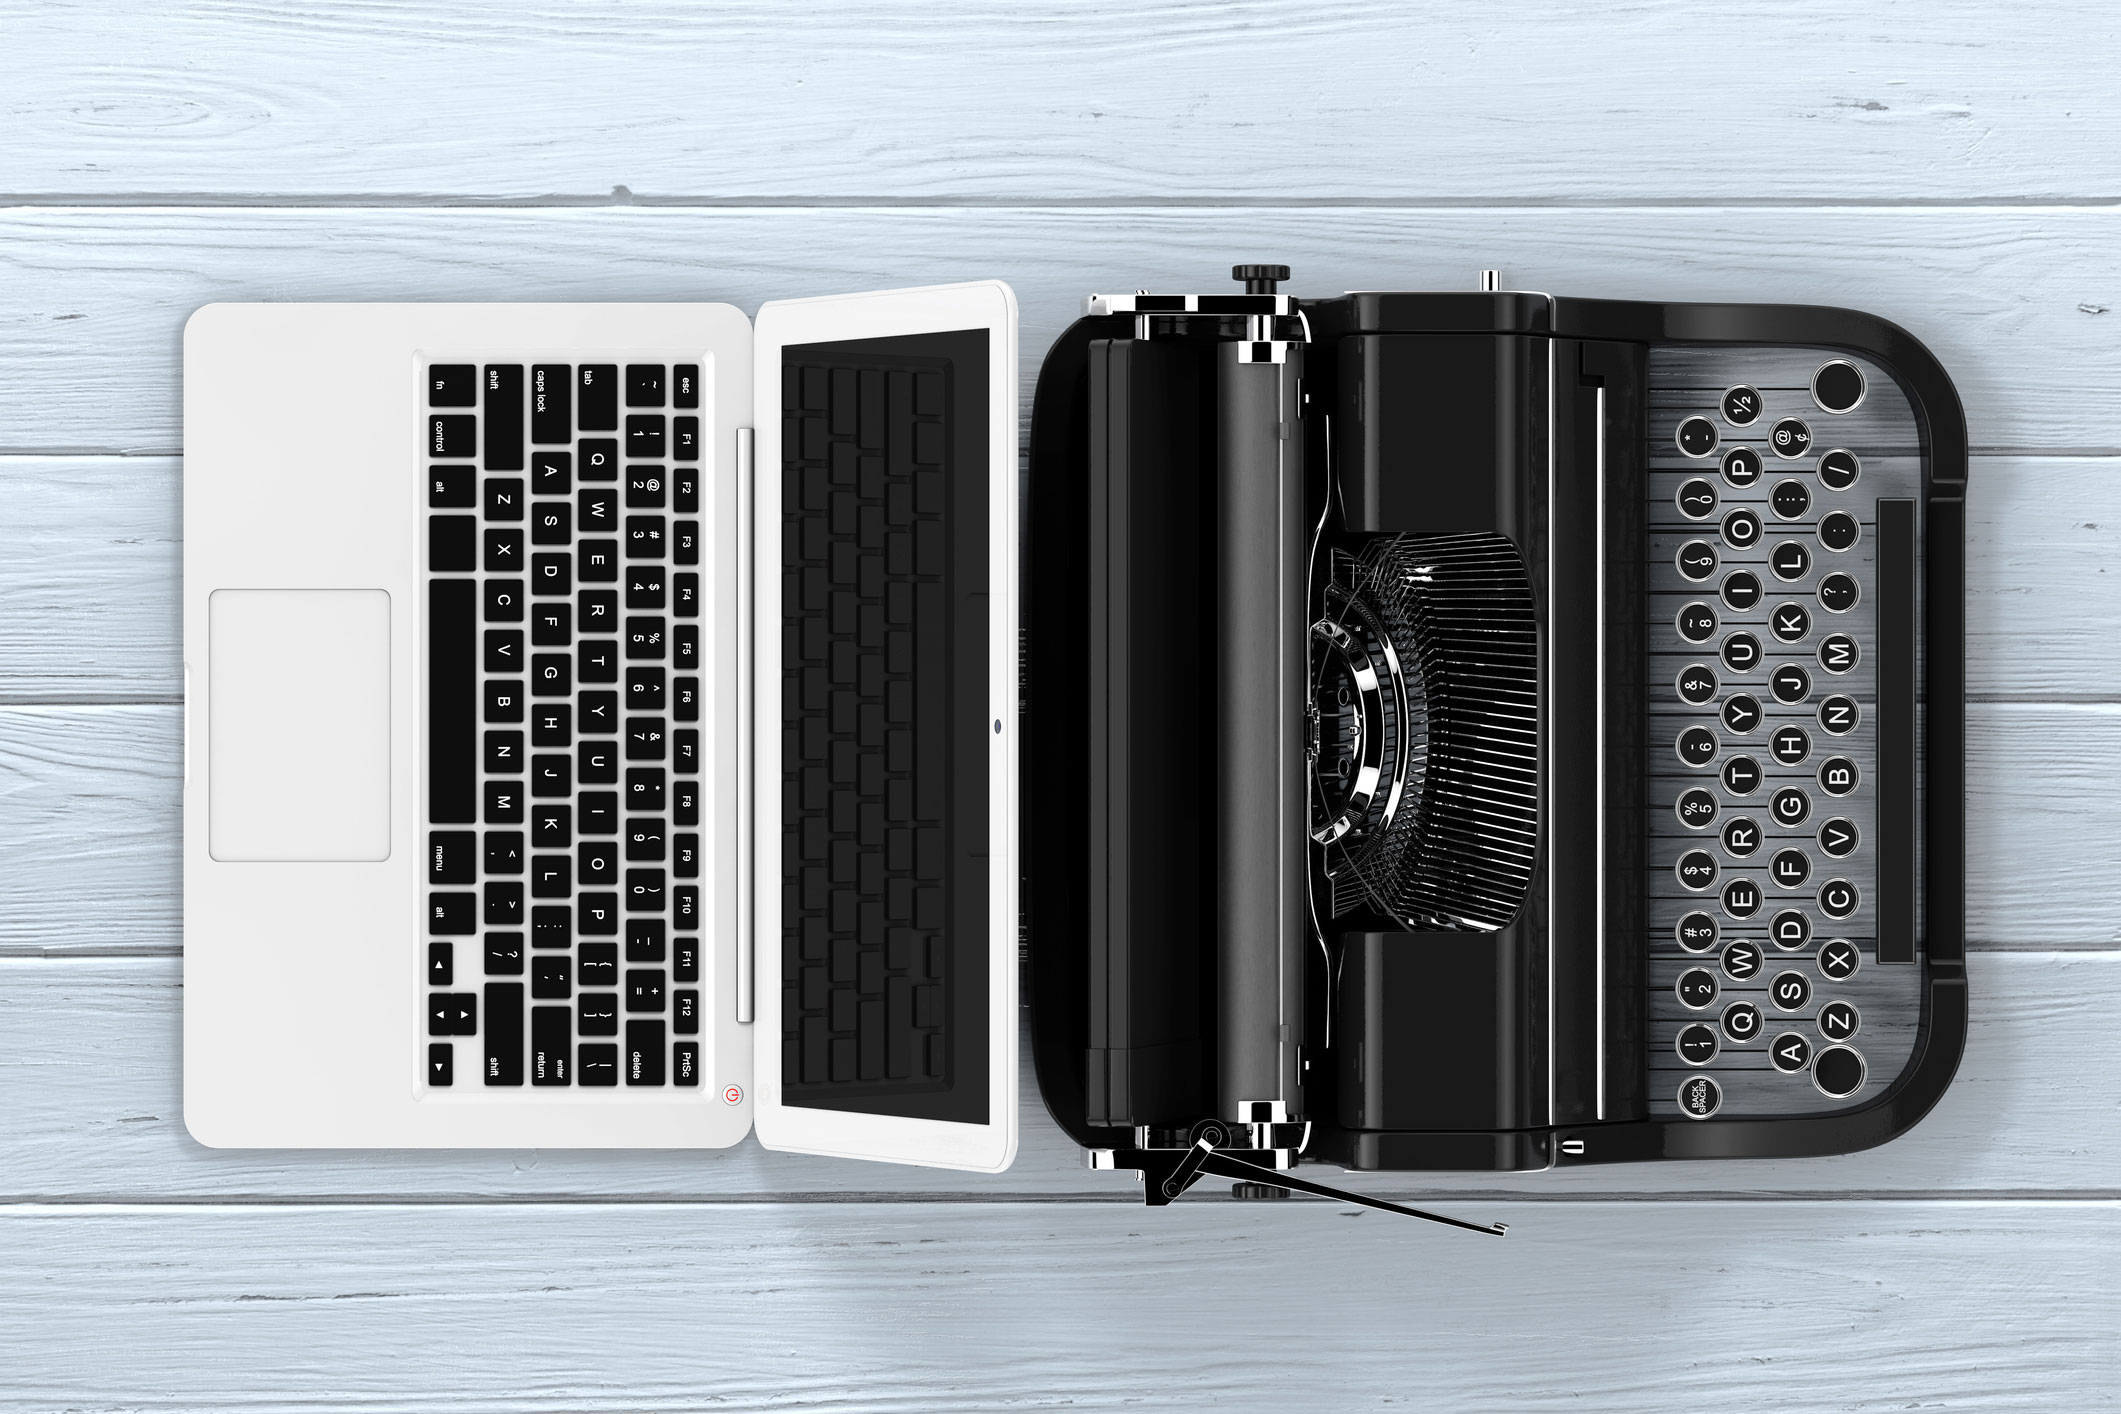 esc F1 F2 F3 F4 F5 F6 F7 F8 F9 F10 F11 F12 PrtSc
~ ` ! 1 @ 2 # 3 $ 4 % 5 ^ 6 & 7 * 8 ( 9 ) 0 - - + = delete
tab Q W E R T Y U I O P { [ } ] | \
caps lock A S D F G H J K L : ; " ' enter return
shift Z X C V B N M < , > . ? / shift
fn control alt menu alt ◄ ▲ ▼ ►
BACK SPACER ! 1 " 2 # 3 $ 4 % 5 - 6 & 7 ~ 8 ( 9 ) 0 * -
Q W E R T Y U I O P ½
A S D F G H J K L : ; @ ¢
Z X C V B N M ? , : /